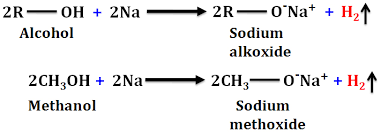 2R — OH + 2Na → 2R — O⁻Na⁺ + H₂↑
Alcohol Sodium alkoxide
2CH₃OH + 2Na → 2CH₃ — O⁻Na⁺ + H₂↑
Methanol Sodium methoxide